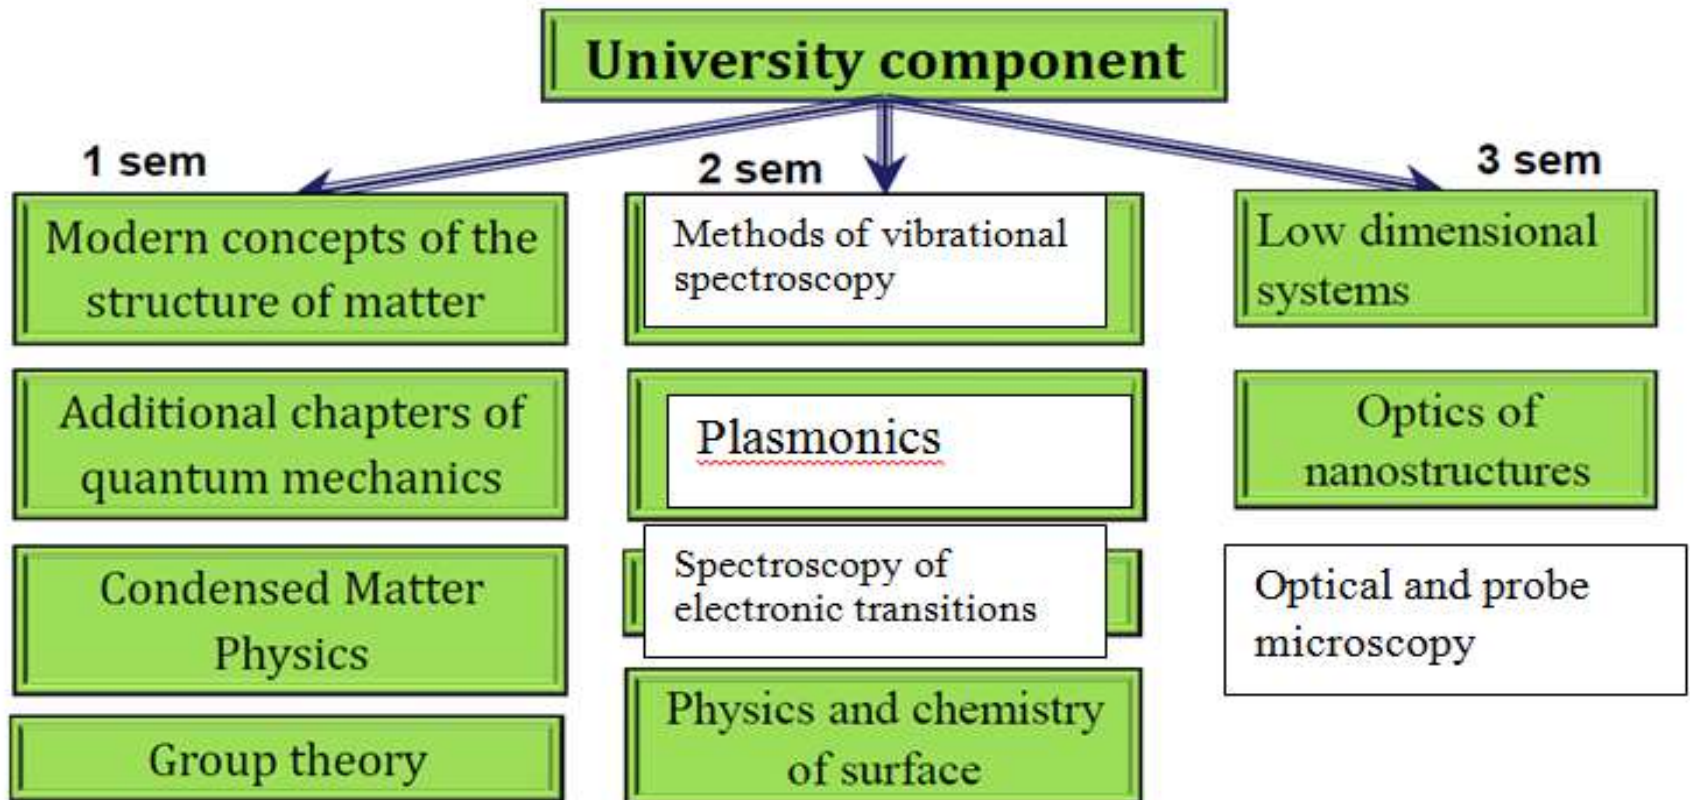 University component
1 sem
Modern concepts of the
structure of matter
Additional chapters of
quantum mechanics
Condensed Matter
Physics
Group theory
2 sem
Methods of vibrational
spectroscopy
Plasmonics
Spectroscopy of
electronic transitions
Physics and chemistry
of surface
3 sem
Low dimensional
systems
Optics of
nanostructures
Optical and probe
microscopy